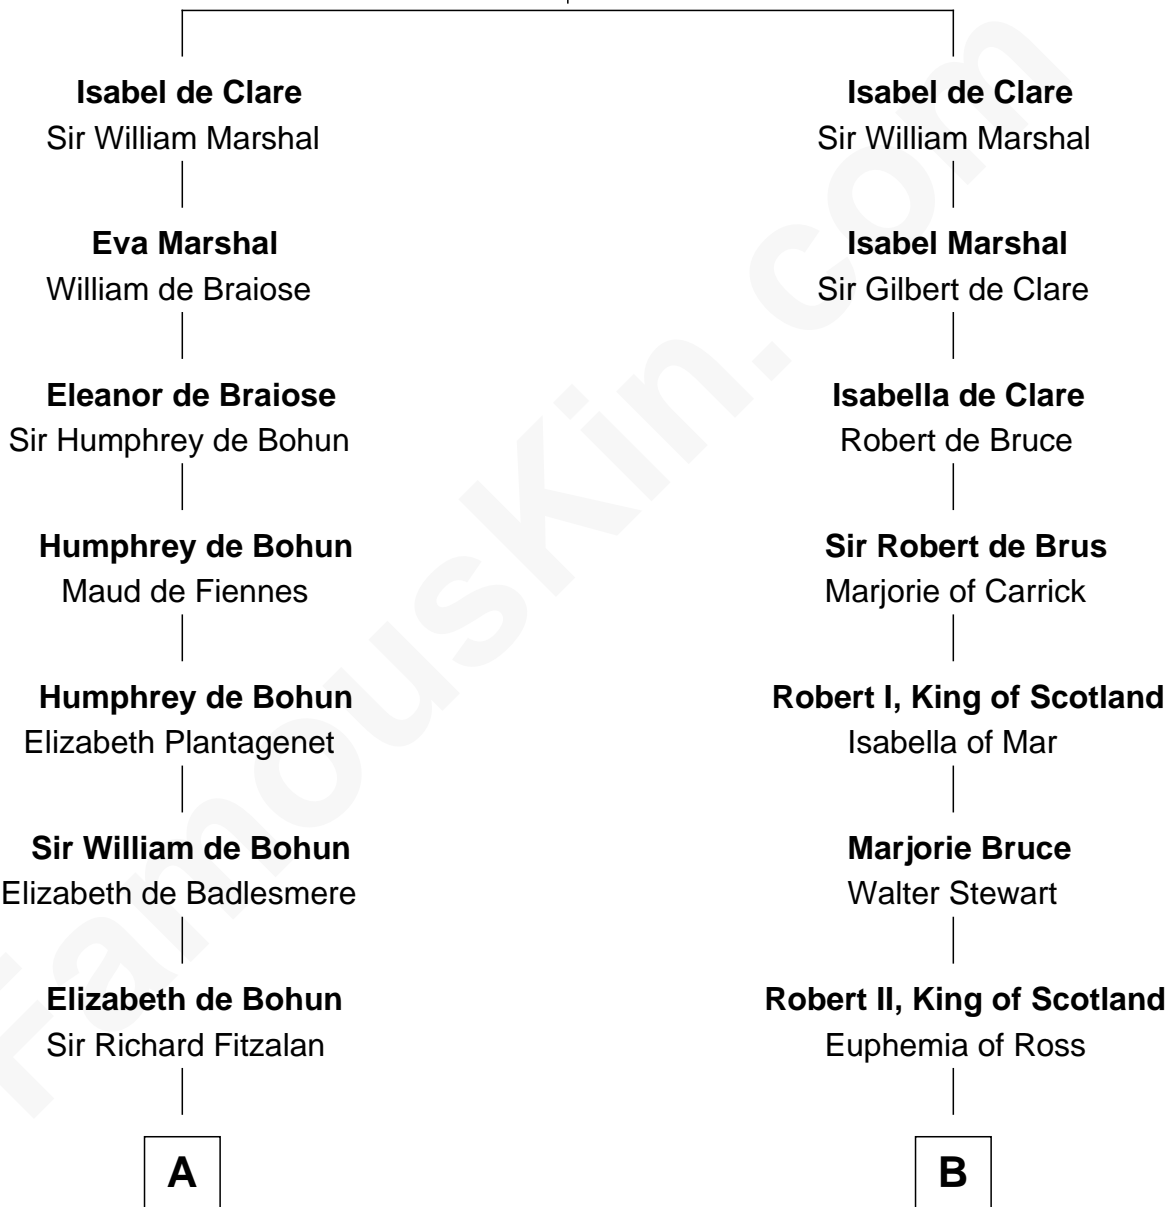 Isabel de Clare
Sir William Marshal
Eva Marshal
William de Braiose
Eleanor de Braiose
Sir Humphrey de Bohun
Humphrey de Bohun
Maud de Fiennes
Humphrey de Bohun
Elizabeth Plantagenet
Sir William de Bohun
Elizabeth de Badlesmere
Elizabeth de Bohun
Sir Richard Fitzalan
A
Isabel de Clare
Sir William Marshal
Isabel Marshal
Sir Gilbert de Clare
Isabella de Clare
Robert de Bruce
Sir Robert de Brus
Marjorie of Carrick
Robert I, King of Scotland
Isabella of Mar
Marjorie Bruce
Walter Stewart
Robert II, King of Scotland
Euphemia of Ross
B
FamousKin.com